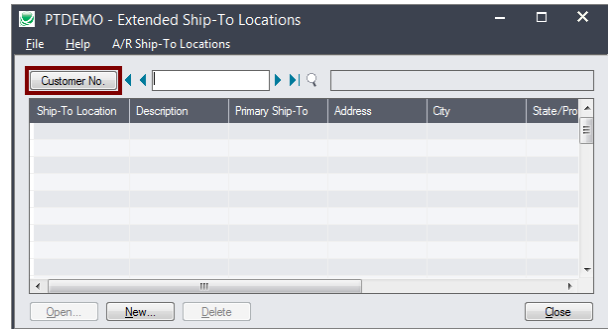 PTDEMO - Extended Ship-To Locations
File Help A/R Ship-To Locations
Customer No.
Ship-To Location Description Primary Ship-To Address City State/Pro
Open... New... Delete Close